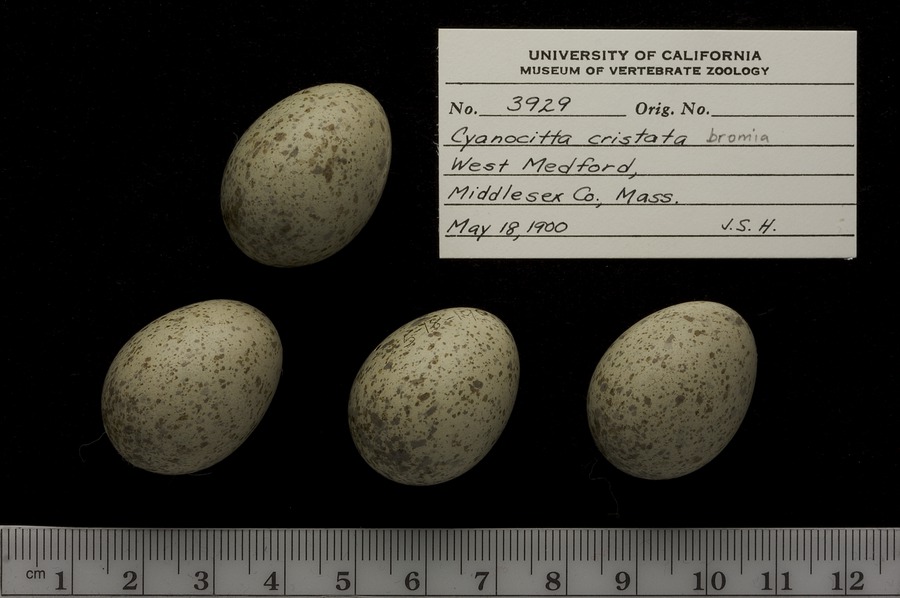 UNIVERSITY OF CALIFORNIA
MUSEUM OF VERTEBRATE ZOOLOGY
No. 3929 Orig. No.
Cyanocitta cristata bromia
West Medford,
Middlesex Co., Mass.
May 18, 1900 J.S.H.
cm 1 2 3 4 5 6 7 8 9 10 11 12